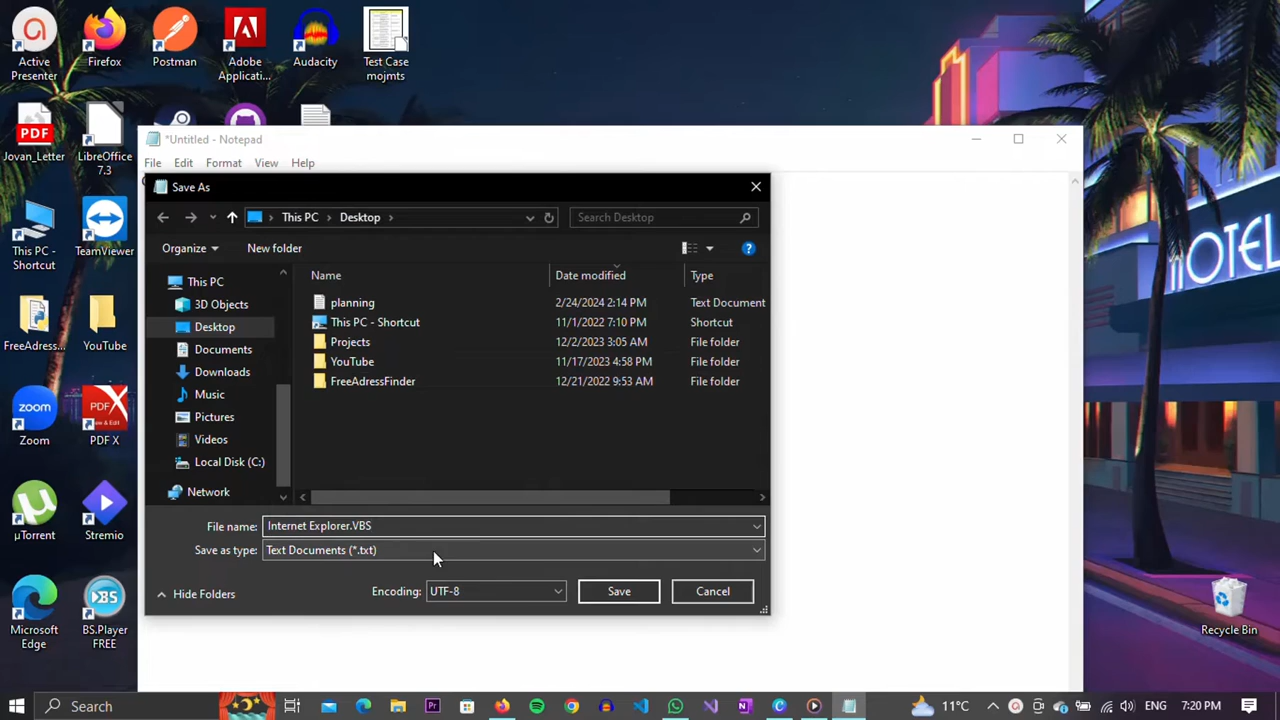 Active
Presenter
Firefox
Postman
Adobe
Applicati...
Audacity
Test Case
mojmts
PDF
Jovan_Letter
LibreOffice
7.3
This PC -
Shortcut
TeamViewer
FreeAdress...
YouTube
Zoom
zoom
PDF
View & Edit
PDF X
µTorrent
Stremio
Microsoft
Edge
BS
BS.Player
FREE
*Untitled - Notepad
File Edit Format View Help
Save As
This PC Desktop
Search Desktop
Organize
New folder
This PC
3D Objects
Desktop
Documents
Downloads
Music
Pictures
Videos
Local Disk (C:)
Network
Name Date modified Type
planning 2/24/2024 2:14 PM Text Document
This PC - Shortcut 11/1/2022 7:10 PM Shortcut
Projects 12/2/2023 3:05 AM File folder
YouTube 11/17/2023 4:58 PM File folder
FreeAdressFinder 12/21/2022 9:53 AM File folder
File name: Internet Explorer.VBS
Save as type: Text Documents (*.txt)
Hide Folders
Encoding: UTF-8
Save
Cancel
HOTEL
Recycle Bin
Search
Pr
11°C
ENG
7:20 PM